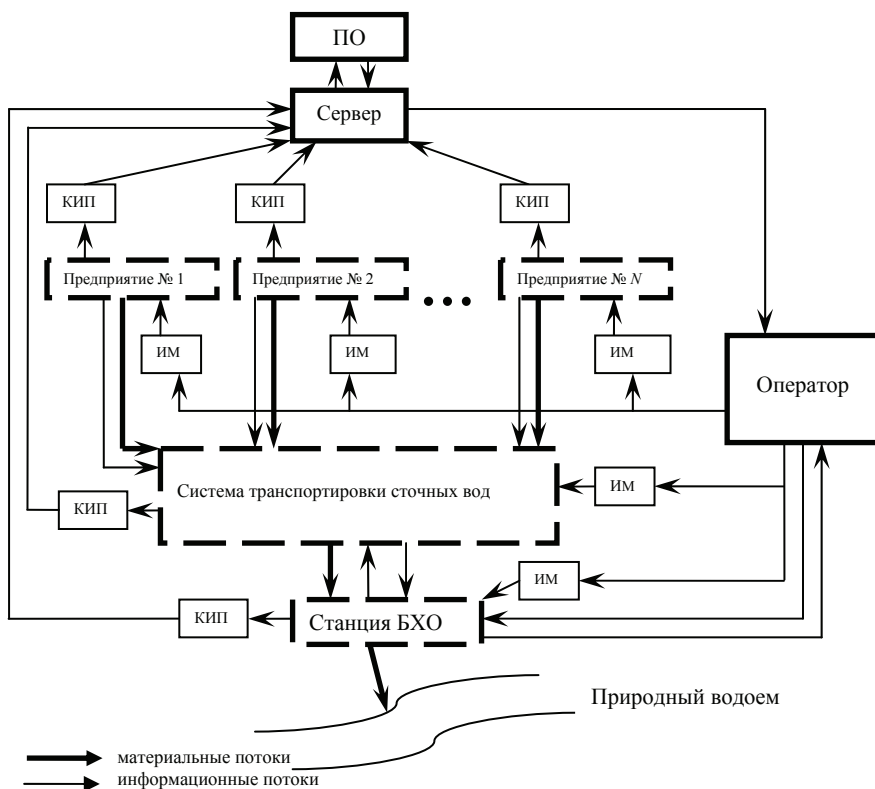 ПО
Сервер
КИП
КИП
КИП
Предприятие № 1
Предприятие № 2
Предприятие № N
ИМ
ИМ
ИМ
Оператор
Система транспортировки сточных вод
ИМ
КИП
ИМ
КИП
Станция БХО
Природный водоем
материальные потоки
информационные потоки